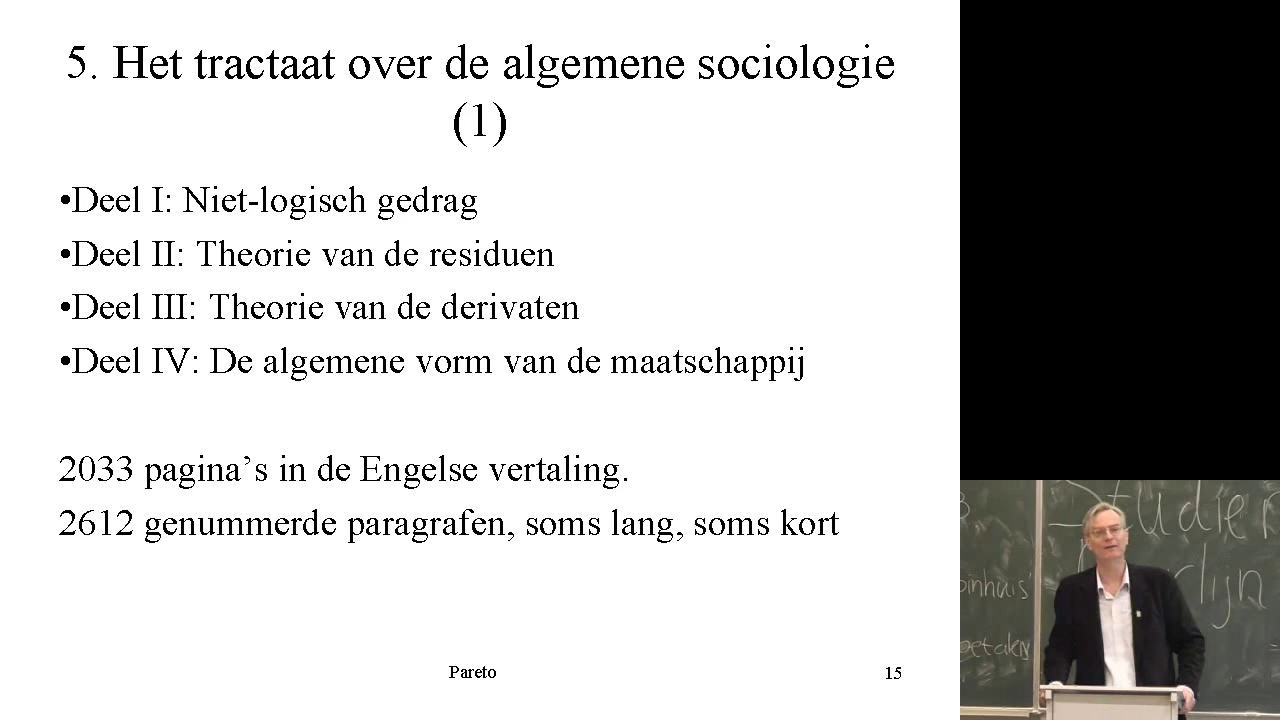 5. Het tractaat over de algemene sociologie
(1)
•Deel I: Niet-logisch gedrag
•Deel II: Theorie van de residuen
•Deel III: Theorie van de derivaten
•Deel IV: De algemene vorm van de maatschappij
2033 pagina’s in de Engelse vertaling.
2612 genummerde paragrafen, soms lang, soms kort
Pareto
15